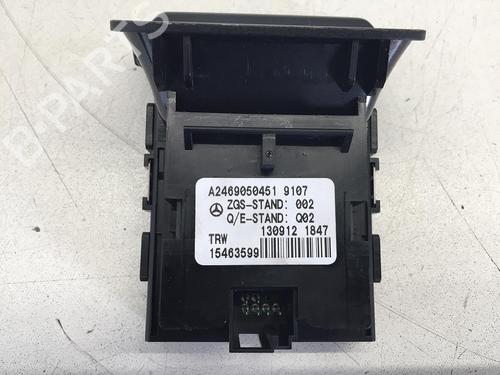 A2469050451 9107
ZGS-STAND: 002
Q/E-STAND: Q02
130912 1847
TRW
15463599
B-PARTS